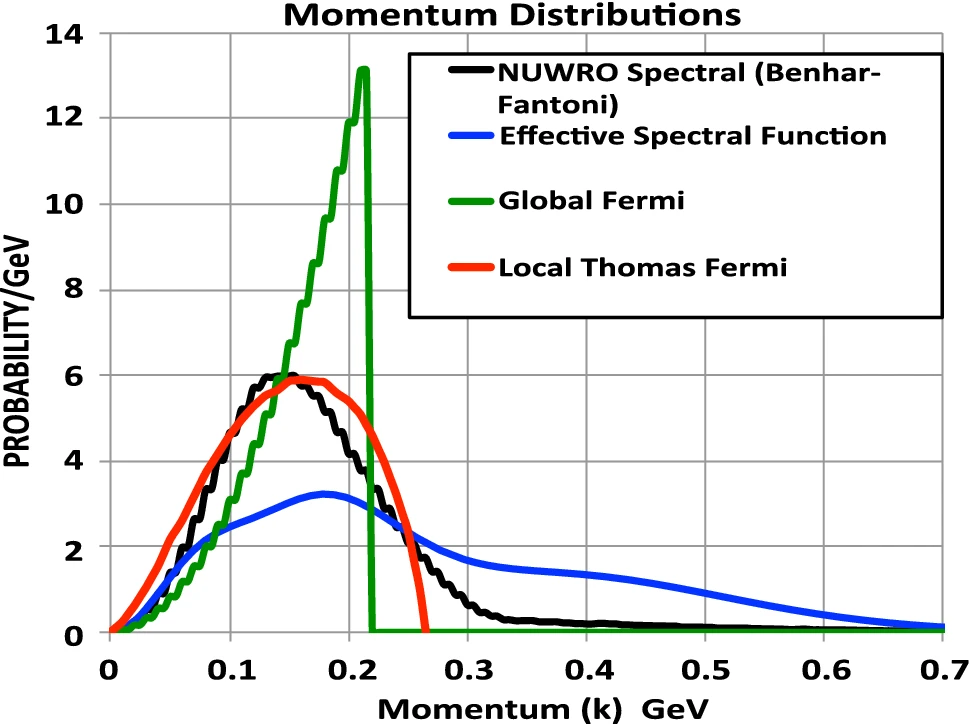 Momentum Distributions
14
12
10
8
6
4
2
0
PROBABILITY/GeV
NUWRO Spectral (Benhar-
Fantoni)
Effective Spectral Function
Global Fermi
Local Thomas Fermi
0 0.1 0.2 0.3 0.4 0.5 0.6 0.7
Momentum (k) GeV